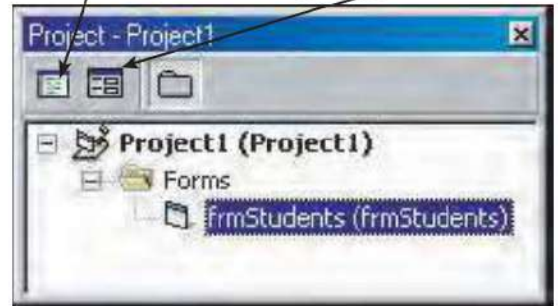 Project - Project1
Project1 (Project1)
Forms
frmStudents (frmStudents)